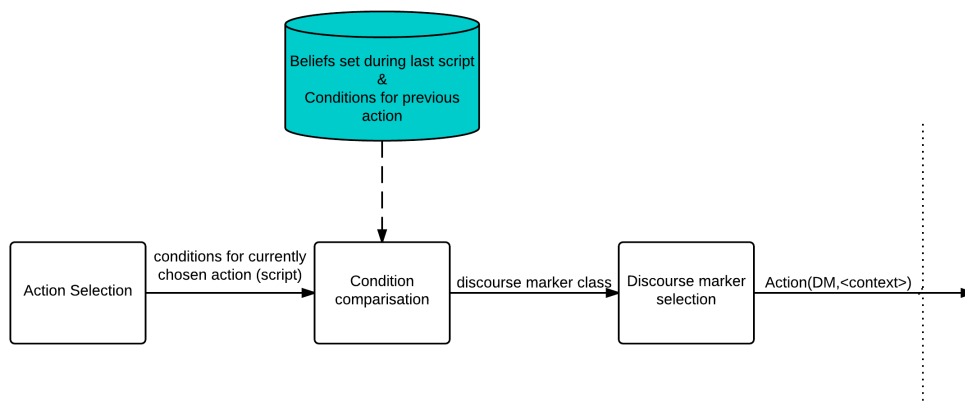 Beliefs set during last script
&
Conditions for previous
action
Action Selection
conditions for currently
chosen action (script)
Condition
comparisation
discourse marker class
Discourse marker
selection
Action(DM,<context>)